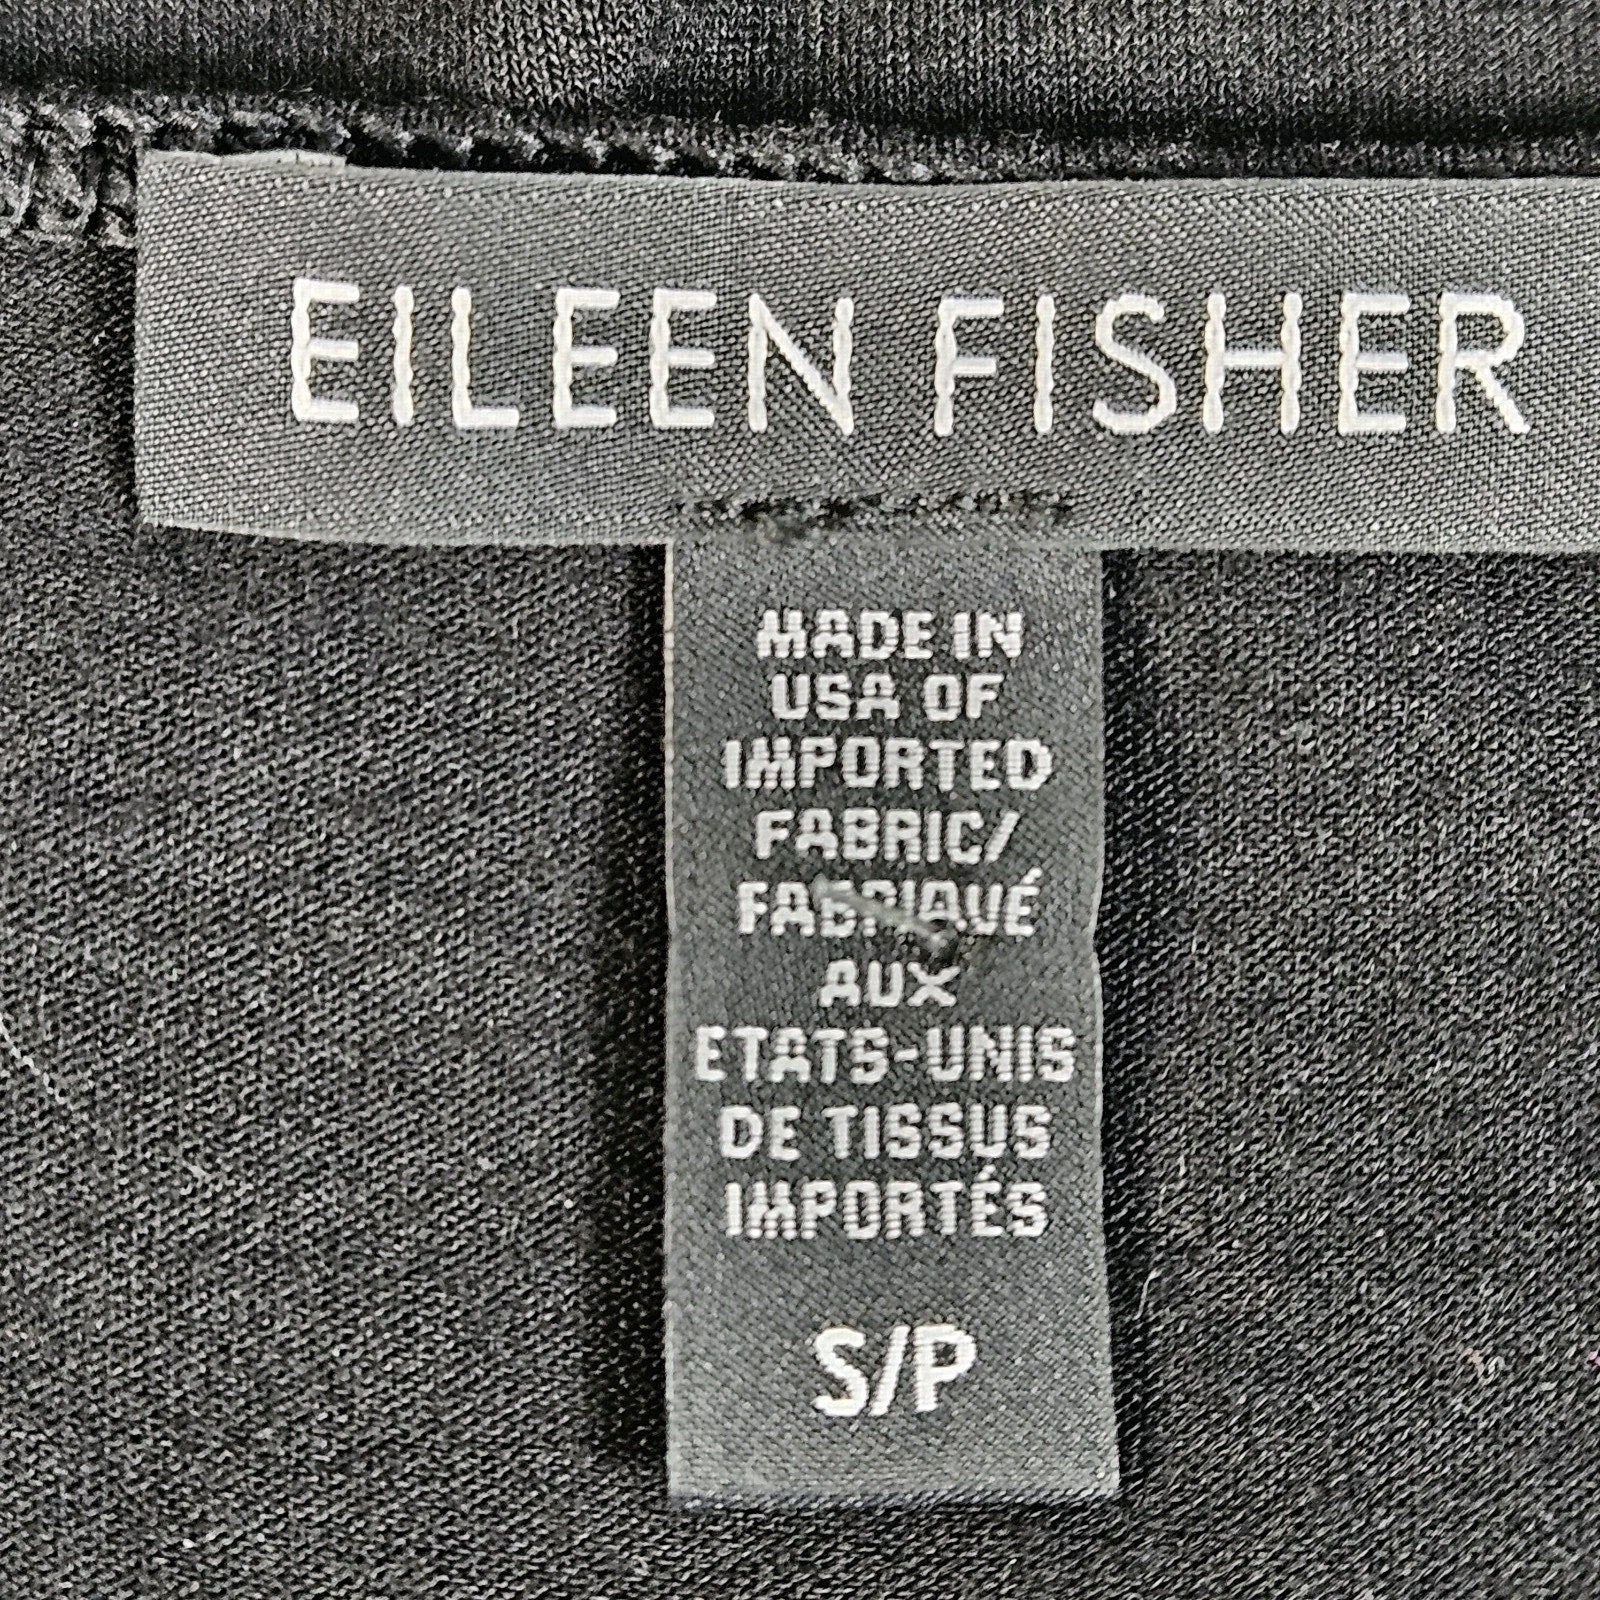 EILEEN FISHER
MADE IN
USA OF
IMPORTED
FABRIC/
FABRIQUÉ
AUX
ETATS-UNIS
DE TISSUS
IMPORTÉS
S/P